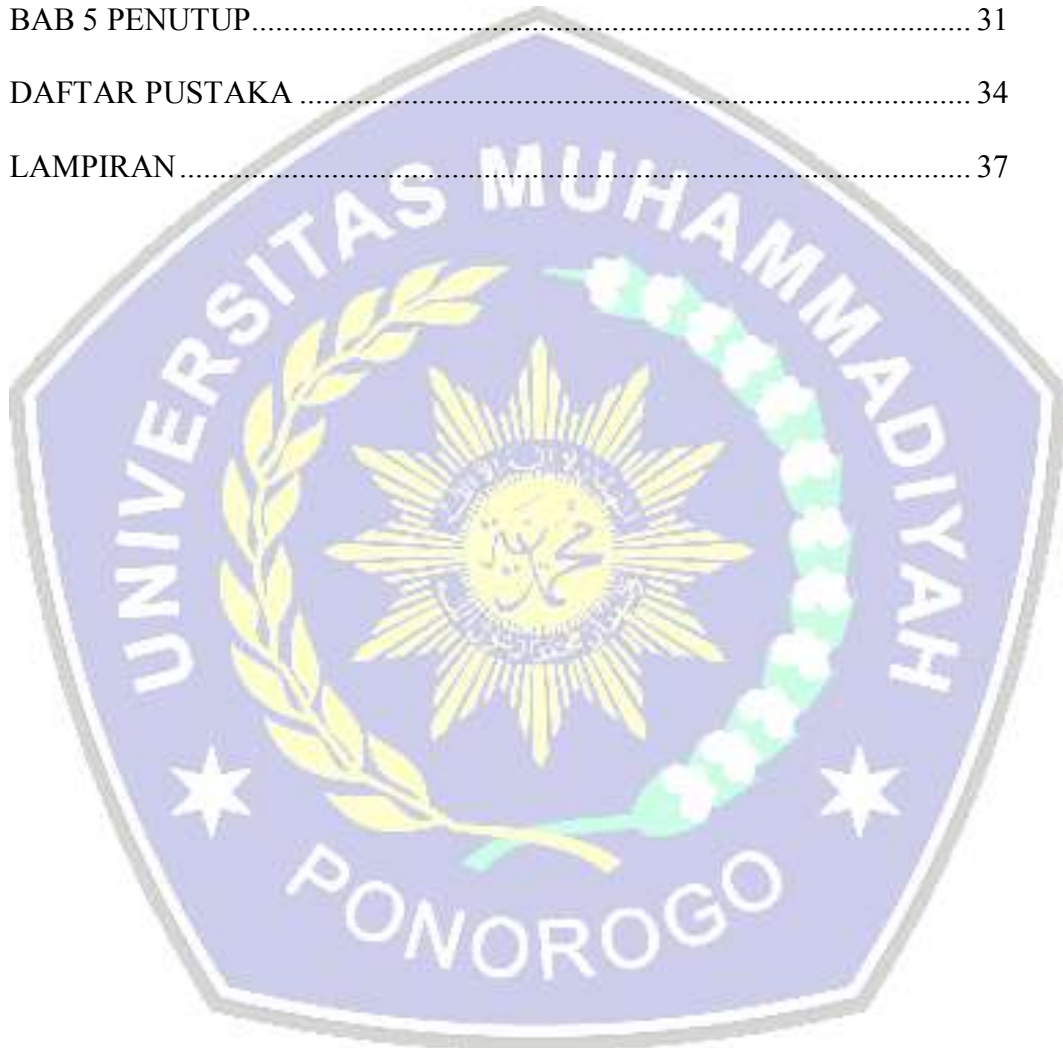 BAB 5 PENUTUP........................................................................................... 31
DAFTAR PUSTAKA ..................................................................................... 34
LAMPIRAN.................................................................................................... 37
UNIVERSITAS MUHAMMADIYAH
PONOROGO